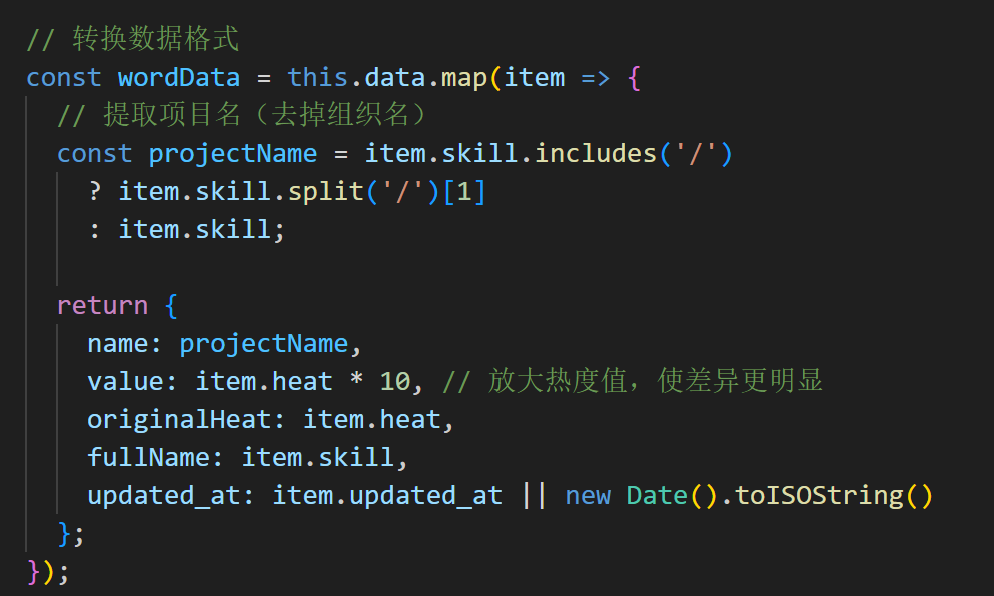 // 转换数据格式
const wordData = this.data.map(item => {
  // 提取项目名（去掉组织名）
  const projectName = item.skill.includes('/')
    ? item.skill.split('/')[1]
    : item.skill;

  return {
    name: projectName,
    value: item.heat * 10, // 放大热度值，使差异更明显
    originalHeat: item.heat,
    fullName: item.skill,
    updated_at: item.updated_at || new Date().toISOString()
  };
});